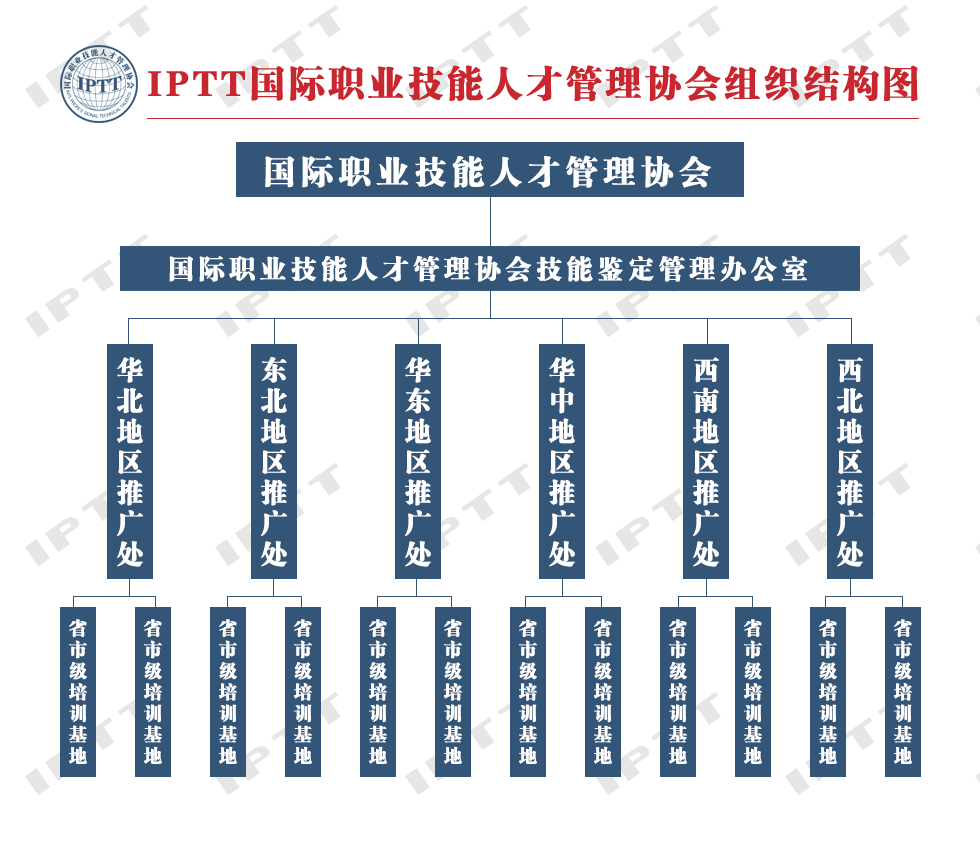 IPTT国际职业技能人才管理协会组织结构图
国际职业技能人才管理协会
IPTT
国际职业技能人才管理协会
国际职业技能人才管理协会技能鉴定管理办公室
华北地区推广处
东北地区推广处
华东地区推广处
华中地区推广处
西南地区推广处
西北地区推广处
省市级培训基地
省市级培训基地
省市级培训基地
省市级培训基地
省市级培训基地
省市级培训基地
省市级培训基地
省市级培训基地
省市级培训基地
省市级培训基地
省市级培训基地
省市级培训基地